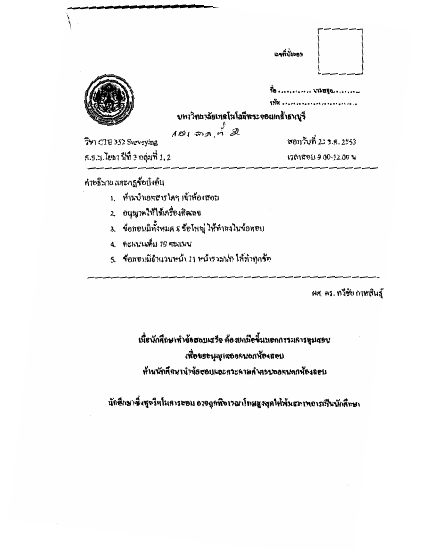 เลขที่นั่งสอบ
ชื่อ ............. นามสกุล ...........
รหัส ............................
มหาวิทยาลัยเทคโนโลยีพระจอมเกล้าธนบุรี
วิชา CTE 352 Surveying
สอบวันที่ 22 ธ.ค. 2553
ค.อ.บ.โยธา ปีที่ 3 กลุ่มที่ 1, 2
เวลาสอบ 9.00-12.00 น
คำอธิบาย และกฎข้อบังคับ
1. ห้ามนำเอกสารใดๆ เข้าห้องสอบ
2. อนุญาตให้ใช้เครื่องคิดเลข
3. ข้อสอบมีทั้งหมด 8 ข้อใหญ่ ให้ทำลงในข้อสอบ
4. คะแนนเต็ม 75 คะแนน
5. ข้อสอบมีจำนวนหน้า 11 หน้ารวมปก ให้ทำทุกข้อ
ผศ. ดร. ทวิชัย กาฬสินธุ์
เมื่อนักศึกษาทำข้อสอบเสร็จ ต้องยกมือขึ้นบอกกรรมการคุมสอบ
เพื่อขออนุญาตออกนอกห้องสอบ
ห้ามนักศึกษานำข้อสอบและกระดาษคำตอบออกนอกห้องสอบ
นักศึกษาซึ่งทุจริตในการสอบ อาจถูกพิจารณาโทษสูงสุดให้พ้นสภาพการเป็นนักศึกษา